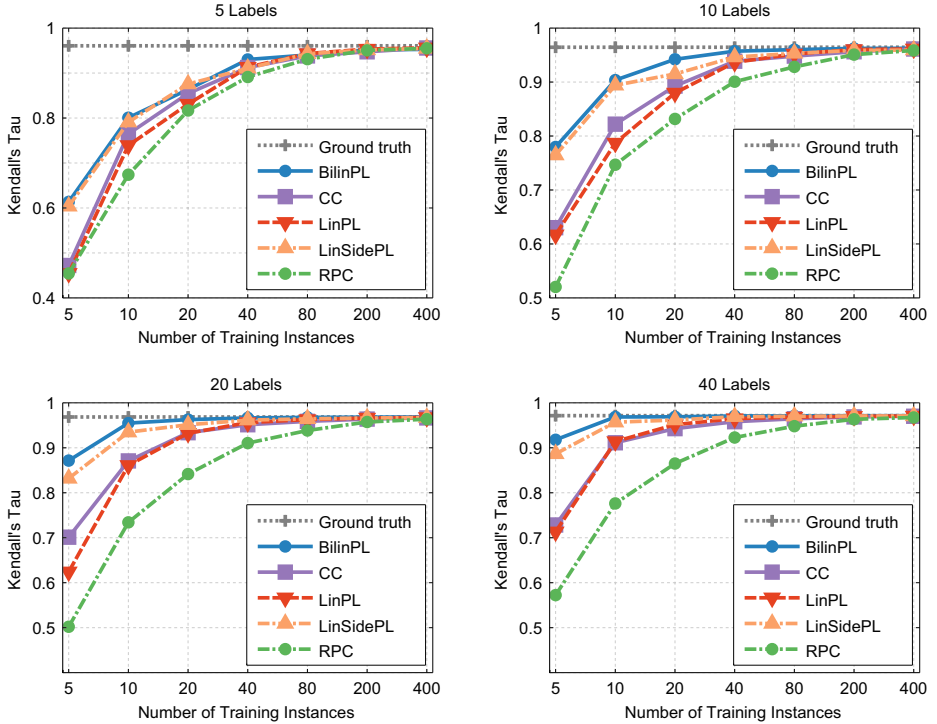 5 Labels
1
0.8
0.6
0.4
Kendall's Tau
Ground truth
BilinPL
CC
LinPL
LinSidePL
RPC
5 10 20 40 80 200 400
Number of Training Instances
10 Labels
1
0.9
0.8
0.7
0.6
0.5
Kendall's Tau
Ground truth
BilinPL
CC
LinPL
LinSidePL
RPC
5 10 20 40 80 200 400
Number of Training Instances
20 Labels
1
0.9
0.8
0.7
0.6
0.5
Kendall's Tau
Ground truth
BilinPL
CC
LinPL
LinSidePL
RPC
5 10 20 40 80 200 400
Number of Training Instances
40 Labels
1
0.9
0.8
0.7
0.6
0.5
Kendall's Tau
Ground truth
BilinPL
CC
LinPL
LinSidePL
RPC
5 10 20 40 80 200 400
Number of Training Instances